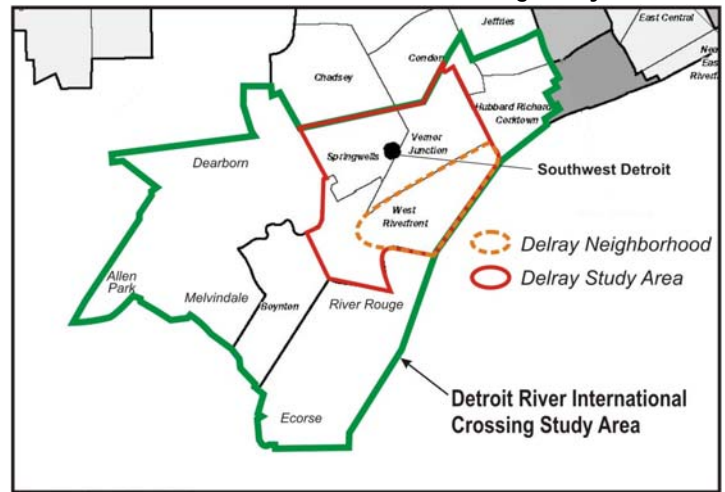 Jeffries
East Central
Chadsey
Condon
Hubbard Richard
Corktown
Dearborn
Springwells
Vernor
Junction
Southwest Detroit
West
Riverfront
Delray Neighborhood
Delray Study Area
Allen
Park
Melvindale
Boynton
River Rouge
Detroit River International
Crossing Study Area
Ecorse